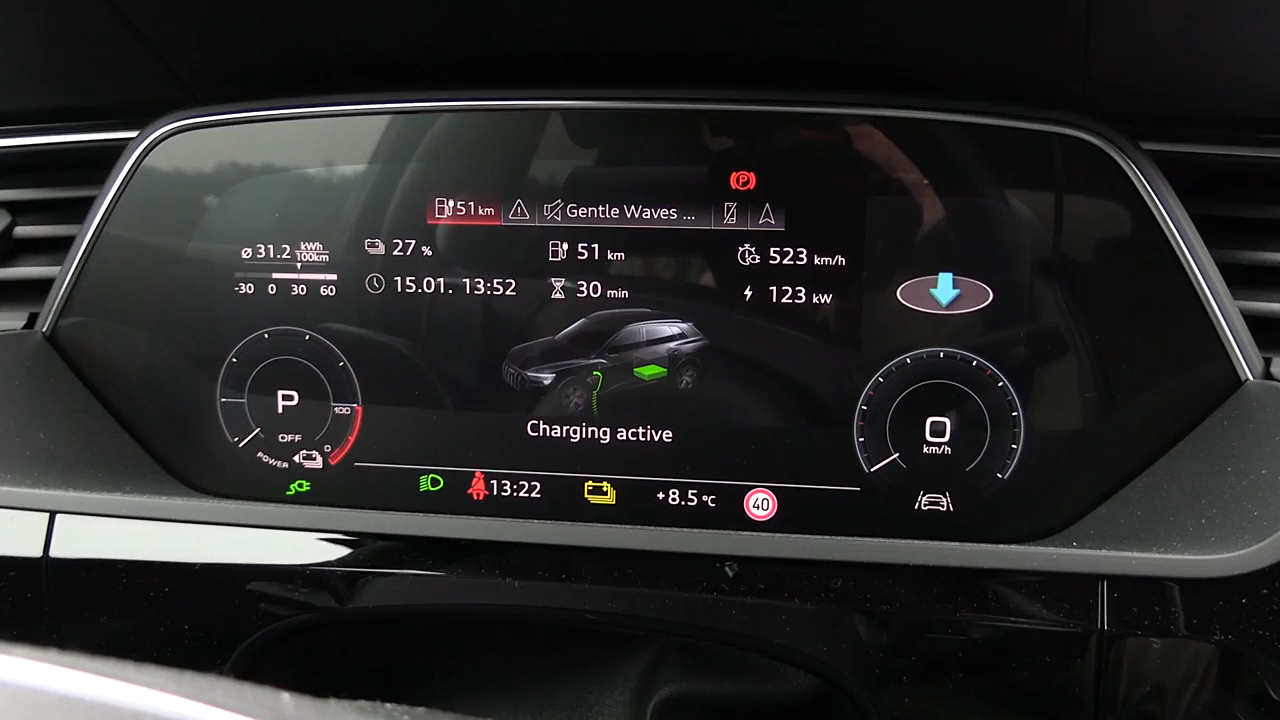 P
51 km Gentle Waves ...
ø 31.2 kWh/100km
27 %
51 km
523 km/h
-30 0 30 60
15.01. 13:52
30 min
123 kW
P
100
OFF
0
POWER
0
km/h
Charging active
13:22
+8.5 °C
40